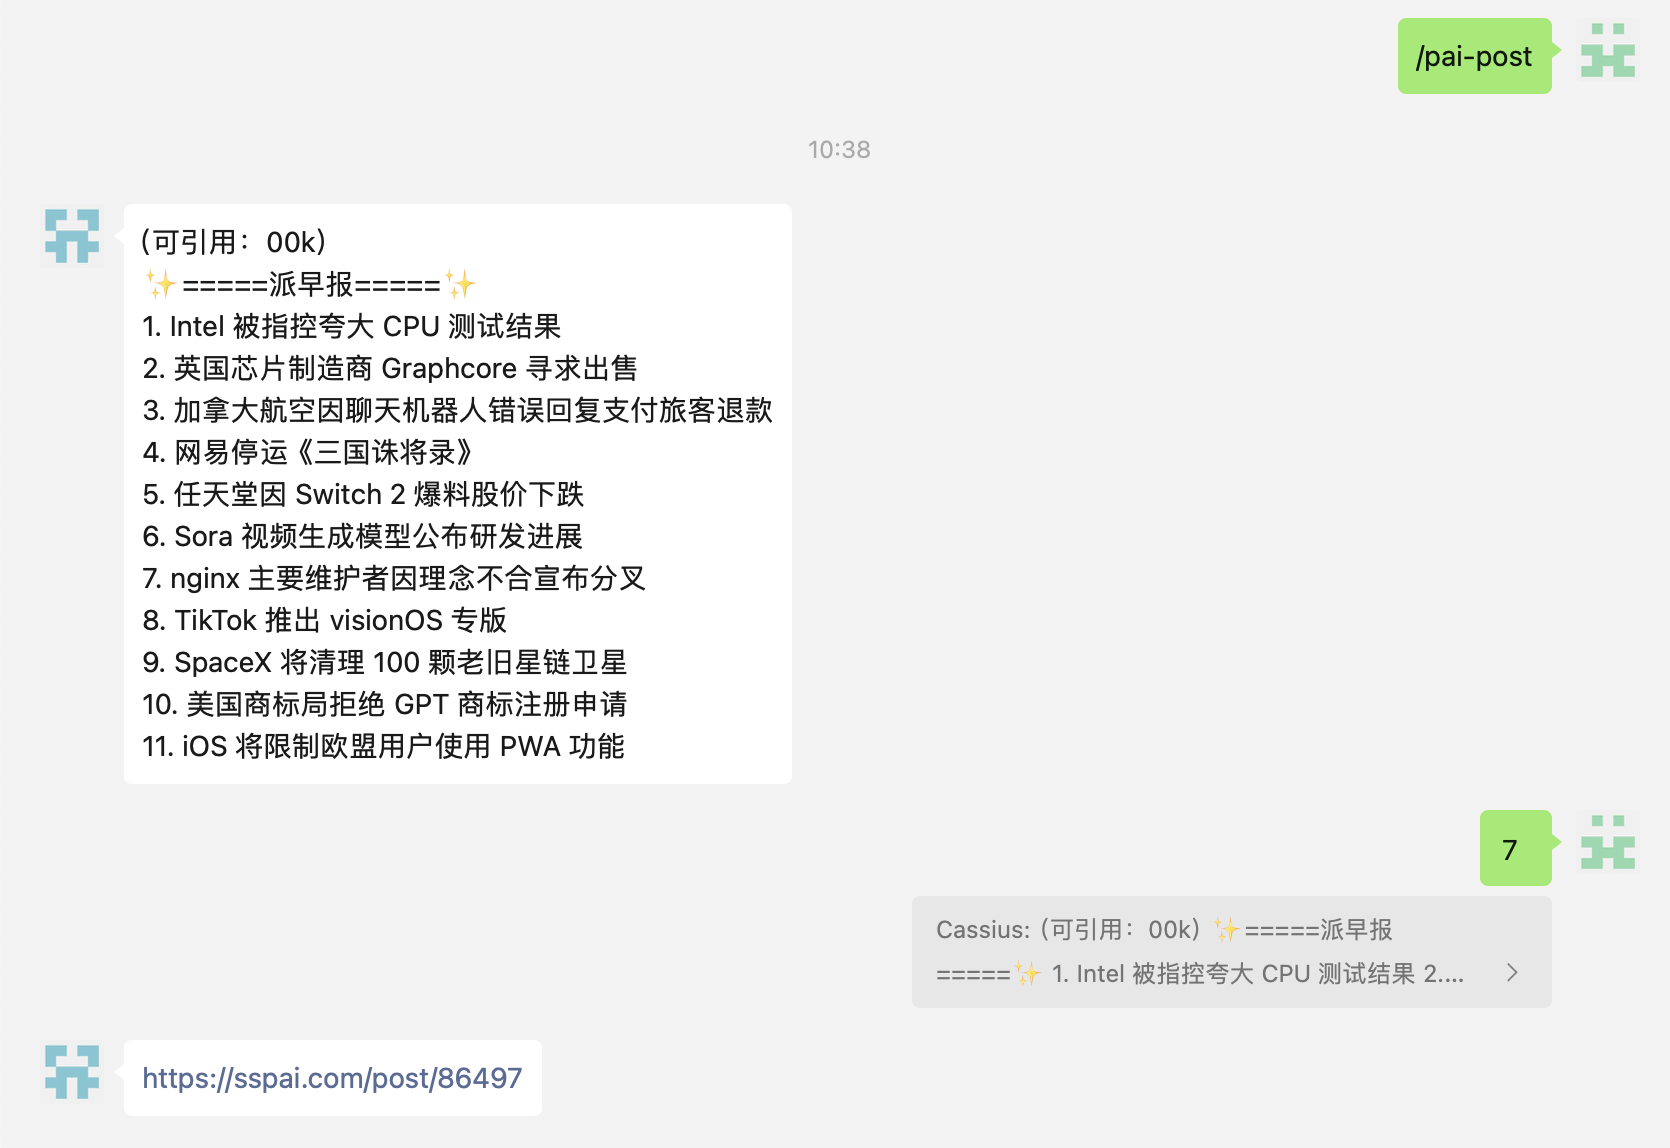 /pai-post
10:38
（可引用：00k）
✨=====派早报=====✨
1. Intel 被指控夸大 CPU 测试结果
2. 英国芯片制造商 Graphcore 寻求出售
3. 加拿大航空因聊天机器人错误回复支付旅客退款
4. 网易停运《三国诛将录》
5. 任天堂因 Switch 2 爆料股价下跌
6. Sora 视频生成模型公布研发进展
7. nginx 主要维护者因理念不合宣布分叉
8. TikTok 推出 visionOS 专版
9. SpaceX 将清理 100 颗老旧星链卫星
10. 美国商标局拒绝 GPT 商标注册申请
11. iOS 将限制欧盟用户使用 PWA 功能
7
Cassius:（可引用：00k）✨=====派早报
=====✨ 1. Intel 被指控夸大 CPU 测试结果 2....
https://sspai.com/post/86497